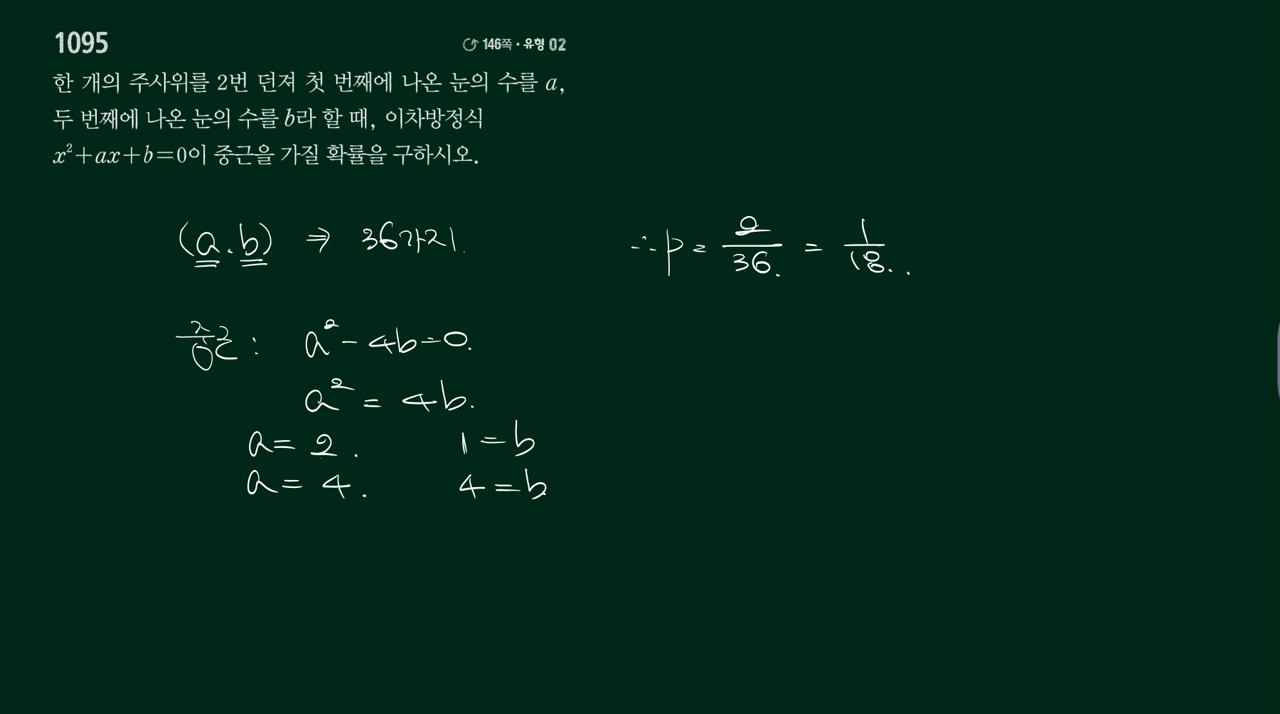 1095
146쪽 • 유형 02
한 개의 주사위를 2번 던져 첫 번째에 나온 눈의 수를 a,
두 번째에 나온 눈의 수를 b라 할 때, 이차방정식
x²+ax+b=0이 중근을 가질 확률을 구하시오.
(a.b) ⇒ 36가지.
중근 : a² - 4b = 0.
a² = 4b.
a = 2. 1 = b
a = 4. 4 = b
∴ p = 2/36. = 1/18..